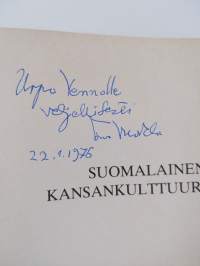 Urpo Vennolle
veljellisesti
22.1.1976
SUOMALAINEN
KANSANKULTTUUR